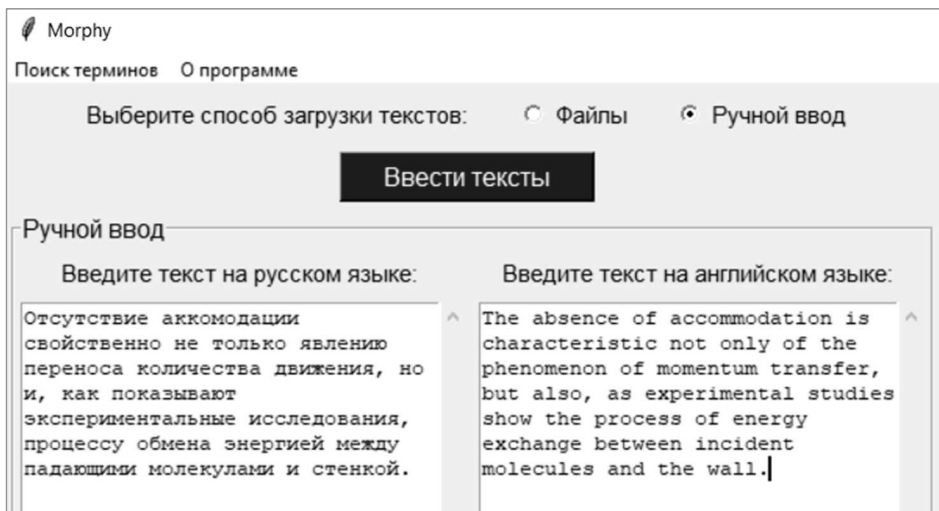 Morphy
Поиск терминов О программе
Выберите способ загрузки текстов: Файлы Ручной ввод
Ввести тексты
Ручной ввод
Введите текст на русском языке:
Отсутствие аккомодации
свойственно не только явлению
переноса количества движения, но
и, как показывают
экспериментальные исследования,
процессу обмена энергией между
падающими молекулами и стенкой.
Введите текст на английском языке:
The absence of accommodation is
characteristic not only of the
phenomenon of momentum transfer,
but also, as experimental studies
show the process of energy
exchange between incident
molecules and the wall.